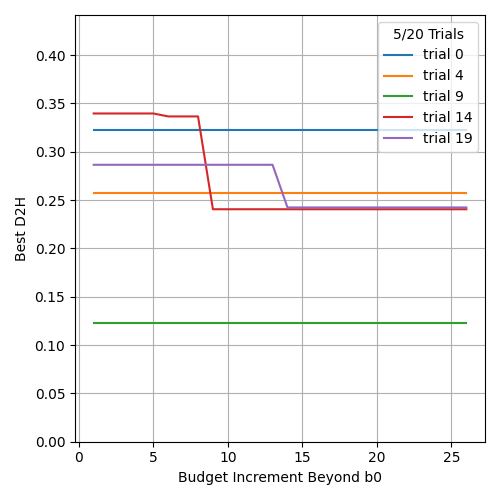 5/20 Trials
trial 0
trial 4
trial 9
trial 14
trial 19
Best D2H
0.40
0.35
0.30
0.25
0.20
0.15
0.10
0.05
0.00
0 5 10 15 20 25
Budget Increment Beyond b0